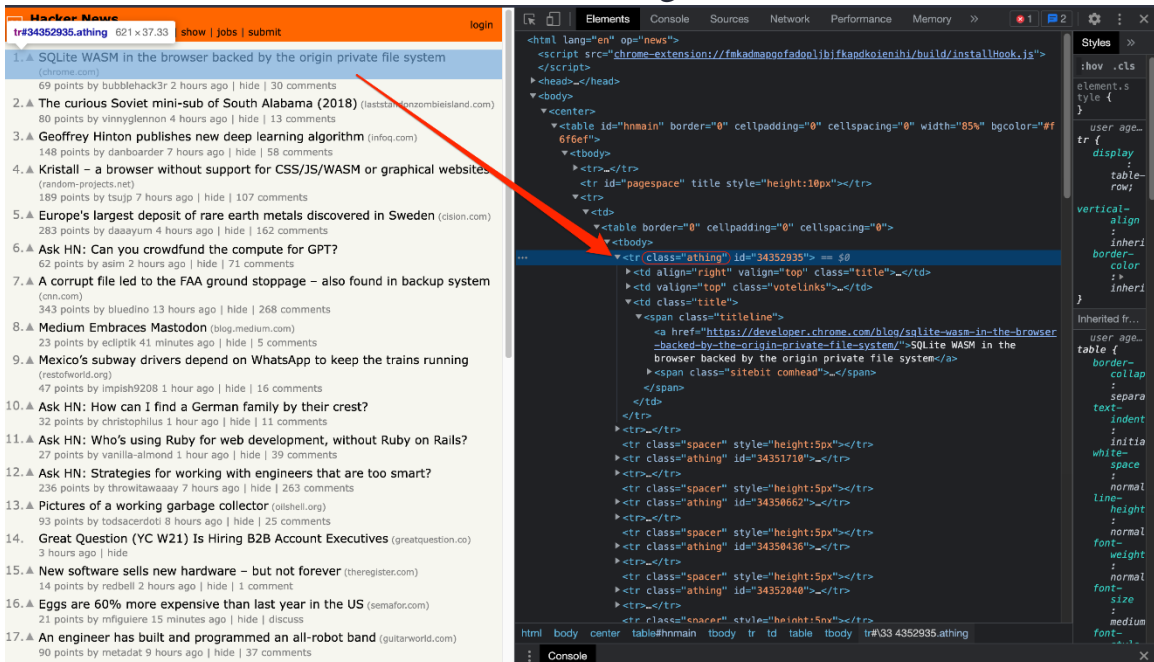 Hacker News
login
tr#34352935.athing 621 × 37.33 show | jobs | submit
1. SQLite WASM in the browser backed by the origin private file system
(chrome.com)
69 points by bubblehack3r 2 hours ago | hide | 30 comments
2. The curious Soviet mini-sub of South Alabama (2018) (laststandonzombieisland.com)
80 points by vinnyglennon 4 hours ago | hide | 13 comments
3. Geoffrey Hinton publishes new deep learning algorithm (infoq.com)
148 points by danboarder 7 hours ago | hide | 58 comments
4. Kristall – a browser without support for CSS/JS/WASM or graphical websites
(random-projects.net)
189 points by tsujp 7 hours ago | hide | 107 comments
5. Europe's largest deposit of rare earth metals discovered in Sweden (cision.com)
283 points by daaayum 4 hours ago | hide | 162 comments
6. Ask HN: Can you crowdfund the compute for GPT?
62 points by asim 2 hours ago | hide | 71 comments
7. A corrupt file led to the FAA ground stoppage – also found in backup system
(cnn.com)
343 points by bluedino 13 hours ago | hide | 268 comments
8. Medium Embraces Mastodon (blog.medium.com)
23 points by ecliptik 41 minutes ago | hide | 5 comments
9. Mexico's subway drivers depend on WhatsApp to keep the trains running
(restofworld.org)
47 points by impish9208 1 hour ago | hide | 16 comments
10. Ask HN: How can I find a German family by their crest?
32 points by christophilus 1 hour ago | hide | 11 comments
11. Ask HN: Who's using Ruby for web development, without Ruby on Rails?
27 points by vanilla-almond 1 hour ago | hide | 39 comments
12. Ask HN: Strategies for working with engineers that are too smart?
236 points by throwitawaaay 7 hours ago | hide | 263 comments
13. Pictures of a working garbage collector (oilshell.org)
93 points by todsacerdoti 8 hours ago | hide | 25 comments
14. Great Question (YC W21) Is Hiring B2B Account Executives (greatquestion.co)
3 hours ago | hide
15. New software sells new hardware – but not forever (theregister.com)
14 points by redbell 2 hours ago | hide | 1 comment
16. Eggs are 60% more expensive than last year in the US (semafor.com)
21 points by mfiguiere 15 minutes ago | hide | discuss
17. An engineer has built and programmed an all-robot band (guitarworld.com)
90 points by metadat 9 hours ago | hide | 37 comments
Elements Console Sources Network Performance Memory » 1 2
<html lang="en" op="news">
<script src="chrome-extension://fmkadmapgofadopljbjfkapdkoienihi/build/installHook.js">
</script>
<head>…</head>
<body>
<center>
<table id="hnmain" border="0" cellpadding="0" cellspacing="0" width="85%" bgcolor="#f
6f6ef">
<tbody>
<tr>…</tr>
<tr id="pagespace" title style="height:10px"></tr>
<tr>
<td>
<table border="0" cellpadding="0" cellspacing="0">
<tbody>
… <tr class="athing" id="34352935"> == $0
<td align="right" valign="top" class="title">…</td>
<td valign="top" class="votelinks">…</td>
<td class="title">
<span class="titleline">
<a href="https://developer.chrome.com/blog/sqlite-wasm-in-the-browser
-backed-by-the-origin-private-file-system/">SQLite WASM in the
browser backed by the origin private file system</a>
<span class="sitebit comhead">…</span>
</span>
</td>
</tr>
<tr>…</tr>
<tr class="spacer" style="height:5px"></tr>
<tr class="athing" id="34351710">…</tr>
<tr>…</tr>
<tr class="spacer" style="height:5px"></tr>
<tr class="athing" id="34350662">…</tr>
<tr>…</tr>
<tr class="spacer" style="height:5px"></tr>
<tr class="athing" id="34350436">…</tr>
<tr>…</tr>
<tr class="spacer" style="height:5px"></tr>
<tr class="athing" id="34352040">…</tr>
<tr>…</tr>
<tr class="spacer" style="height:5px"></tr>
html body center table#hnmain tbody tr td table tbody tr#\33 4352935.athing
Console
Styles »
:hov .cls
element.s
tyle {
}
user age…
tr {
display
:
table-
row;
vertical-
align
:
inheri
border-
color
:
inheri
}
Inherited fr…
user age…
table {
border-
collap
:
separa
text-
indent
:
initia
white-
space
:
normal
line-
height
:
normal
font-
weight
:
normal
font-
size
:
medium
font-